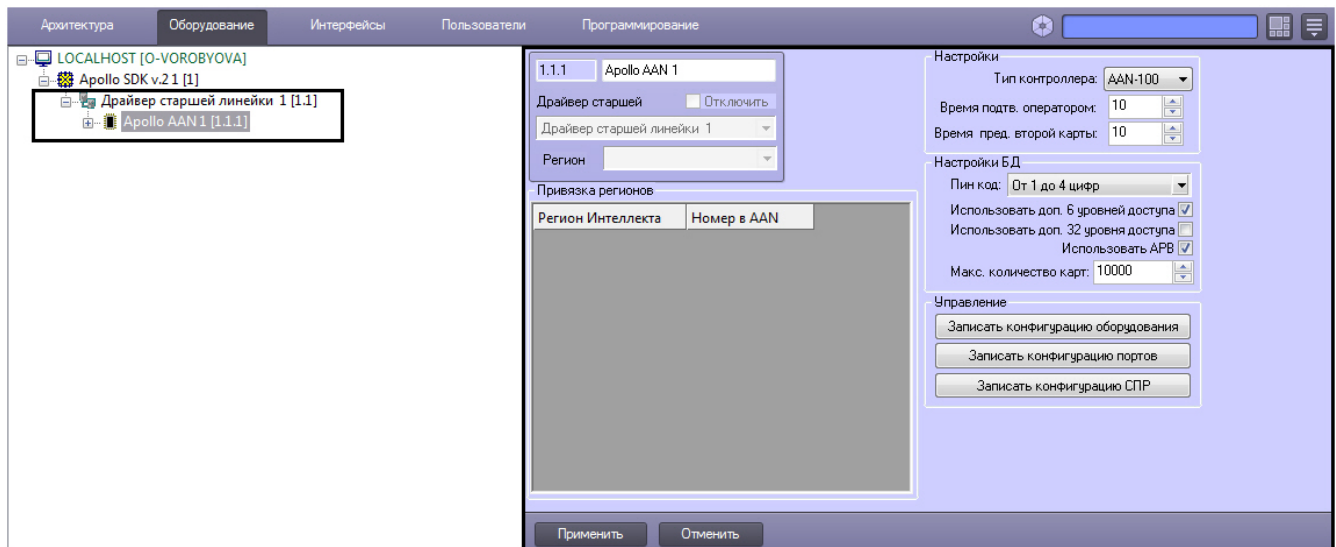 Архитектура Оборудование Интерфейсы Пользователи Программирование
LOCALHOST [O-VOROBYOVA]
Apollo SDK v.2 1 [1]
Драйвер старшей линейки 1 [1.1]
Apollo AAN 1 [1.1.1]
1.1.1 Apollo AAN 1
Драйвер старшей Отключить
Драйвер старшей линейки 1
Регион
Привязка регионов
Регион Интеллекта Номер в AAN
Настройки
Тип контроллера: AAN-100
Время подтв. оператором: 10
Время пред. второй карты: 10
Настройки БД
Пин код: От 1 до 4 цифр
Использовать доп. 6 уровней доступа
Использовать доп. 32 уровня доступа
Использовать APB
Макс. количество карт: 10000
Управление
Записать конфигурацию оборудования
Записать конфигурацию портов
Записать конфигурацию СПР
Применить Отменить